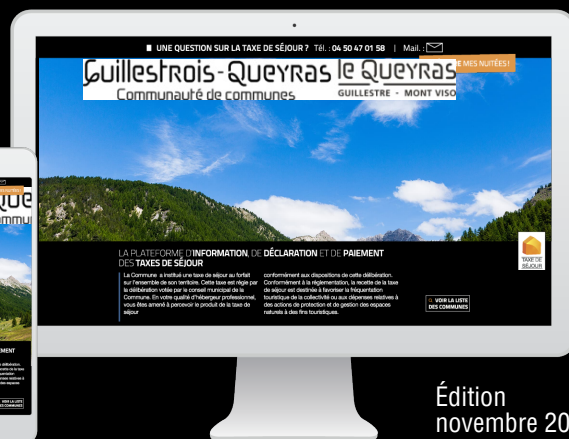 UNE QUESTION SUR LA TAXE DE SÉJOUR ? Tél. : 04 50 47 01 58 | Mail. :
MES NUITÉES !
Guillestrois-Queyras le Queyras
Communauté de communes GUILLESTRE - MONT VISO
LA PLATEFORME D'INFORMATION, DE DÉCLARATION ET DE PAIEMENT
DES TAXES DE SÉJOUR
La Commune a institué une taxe de séjour au forfait
sur l'ensemble de son territoire. Cette taxe est régie par
la délibération votée par le conseil municipal de la
Commune. En votre qualité d'hébergeur professionnel,
vous êtes amené à percevoir le produit de la taxe de
séjour
conformément aux dispositions de cette délibération.
Conformément à la réglementation, la recette de la taxe
de séjour est destinée à favoriser la fréquentation
touristique de la collectivité ou aux dépenses relatives à
des actions de protection et de gestion des espaces
naturels à des fins touristiques.
TAXE DE
SÉJOUR
VOIR LA LISTE
DES COMMUNES
Édition
novembre 20